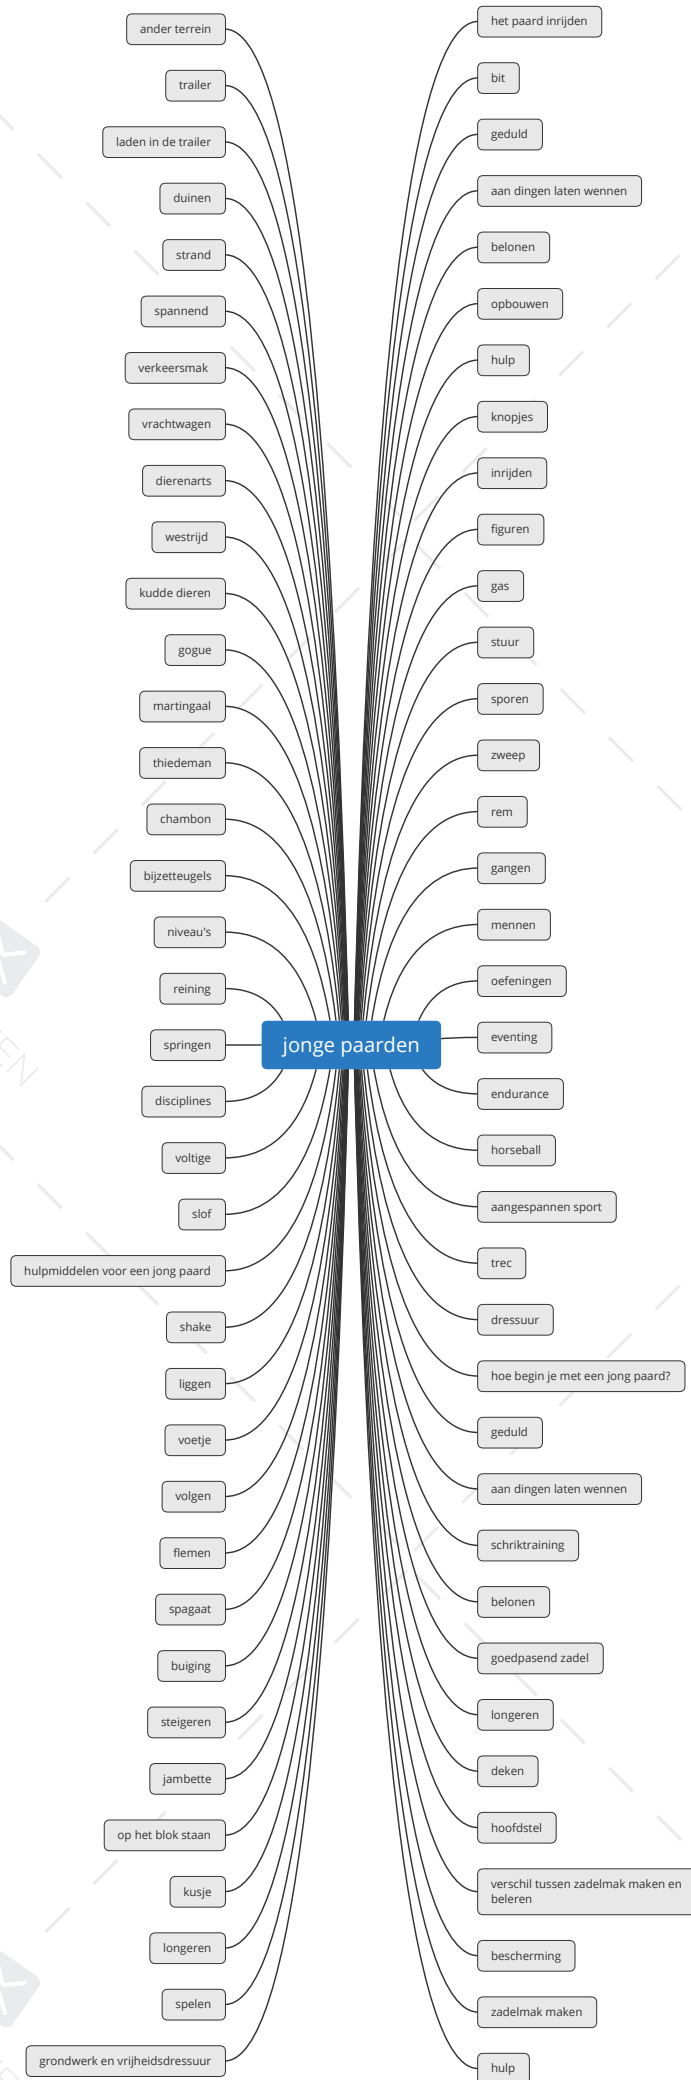 ander terrein
trailer
laden in de trailer
duinen
strand
spannend
verkeersmak
vrachtwagen
dierenarts
westrijd
kudde dieren
gogue
martingaal
thiedeman
chambon
bijzetteugels
niveau's
reining
springen
disciplines
voltige
slof
hulpmiddelen voor een jong paard
shake
liggen
voetje
volgen
flemen
spagaat
buiging
steigeren
jambette
op het blok staan
kusje
longeren
spelen
grondwerk en vrijheidsdressuur
jonge paarden
het paard inrijden
bit
geduld
aan dingen laten wennen
belonen
opbouwen
hulp
knopjes
inrijden
figuren
gas
stuur
sporen
zweep
rem
gangen
mennen
oefeningen
eventing
endurance
horseball
aangespannen sport
trec
dressuur
hoe begin je met een jong paard?
geduld
aan dingen laten wennen
schriktraining
belonen
goedpasend zadel
longeren
deken
hoofdstel
verschil tussen zadelmak maken en
beleren
bescherming
zadelmak maken
hulp